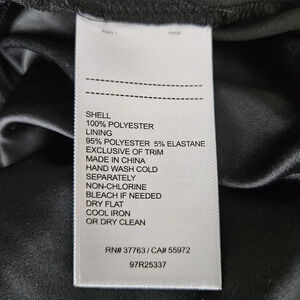 SHELL
100% POLYESTER
LINING
95% POLYESTER 5% ELASTANE
EXCLUSIVE OF TRIM
MADE IN CHINA
HAND WASH COLD
SEPARATELY
NON-CHLORINE
BLEACH IF NEEDED
DRY FLAT
COOL IRON
OR DRY CLEAN
RN# 37763 / CA# 55972
97R25337